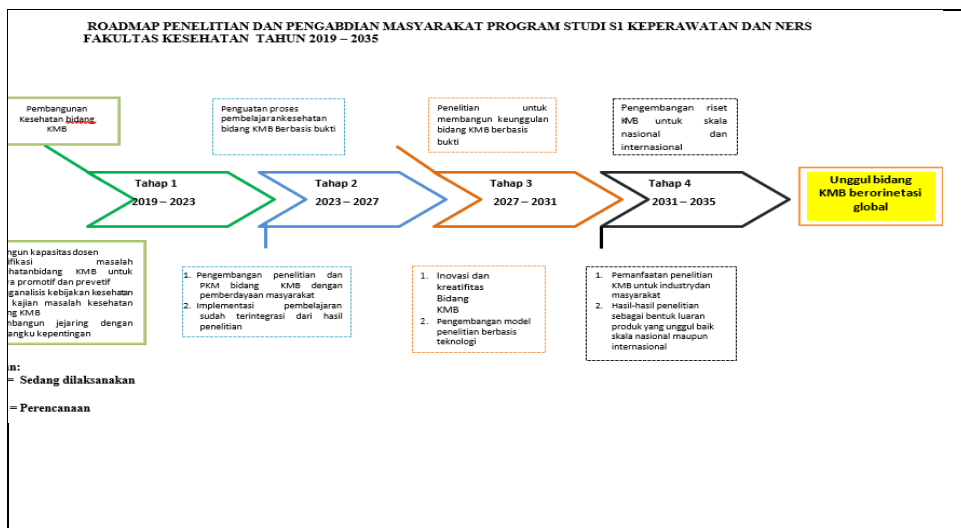 ROADMAP PENELITIAN DAN PENGABDIAN MASYARAKAT PROGRAM STUDI S1 KEPERAWATAN DAN NERS
FAKULTAS KESEHATAN TAHUN 2019 – 2035
Pembangunan
Kesehatan bidang
KMB
Penguatan proses
pembelajarankesehatan
bidang KMB Berbasis bukti
Penelitian untuk
membangun keunggulan
bidang KMB berbasis
bukti
Pengembangan riset
KMB untuk skala
nasional dan
internasional
Tahap 1
2019 – 2023
Tahap 2
2023 – 2027
Tahap 3
2027 – 2031
Tahap 4
2031 – 2035
Unggul bidang
KMB berorinetasi
global
ngun kapasitas dosen
ifikasi masalah
ehatanbidang KMB untuk
ya promotif dan prevetif
ganalisis kebijakan kesehatan
kajian masalah kesehatan
ng KMB
mbangun jejaring dengan
angku kepentingan
1. Pengembangan penelitian dan
PKM bidang KMB dengan
pemberdayaan masyarakat
2. Implementasi pembelajaran
sudah terintegrasi dari hasil
penelitian
1. Inovasi dan
kreatifitas
Bidang
KMB
2. Pengembangan model
penelitian berbasis
teknologi
1. Pemanfaatan penelitian
KMB untuk industrydan
masyarakat
2. Hasil-hasil penelitian
sebagai bentuk luaran
produk yang unggul baik
skala nasional maupun
internasional
n:
= Sedang dilaksanakan
= Perencanaan